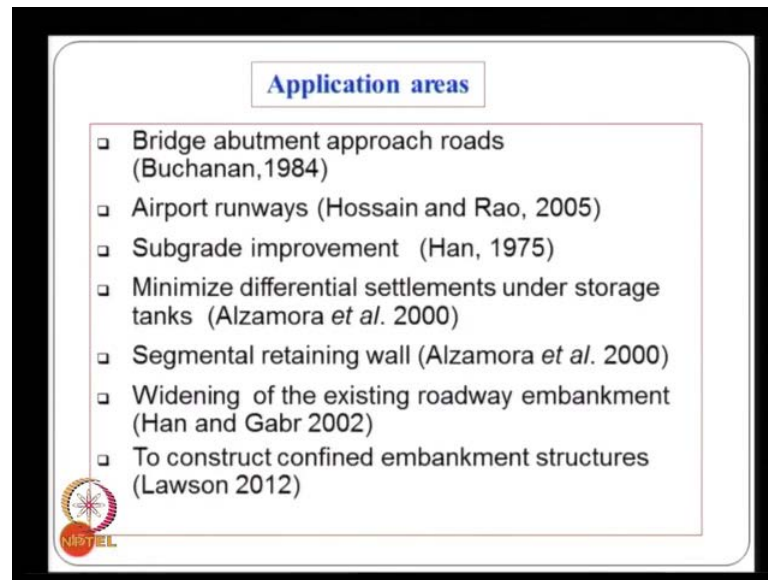 Application areas
❑ Bridge abutment approach roads
(Buchanan,1984)
❑ Airport runways (Hossain and Rao, 2005)
❑ Subgrade improvement (Han, 1975)
❑ Minimize differential settlements under storage
tanks (Alzamora et al. 2000)
❑ Segmental retaining wall (Alzamora et al. 2000)
❑ Widening of the existing roadway embankment
(Han and Gabr 2002)
❑ To construct confined embankment structures
(Lawson 2012)
NPTEL